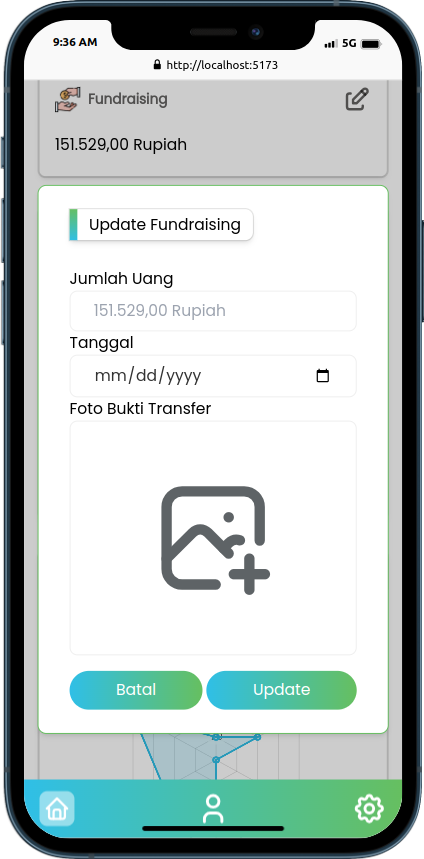 9:36 AM
5G
http://localhost:5173
Fundraising
151.529,00 Rupiah
Update Fundraising
Jumlah Uang
151.529,00 Rupiah
Tanggal
mm/dd/yyyy
Foto Bukti Transfer
Batal
Update